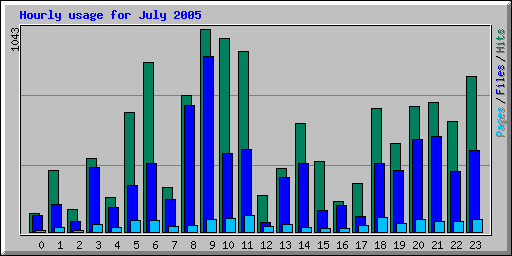 Hourly usage for July 2005
1043
Pages / Files / Hits
0 1 2 3 4 5 6 7 8 9 10 11 12 13 14 15 16 17 18 19 20 21 22 23